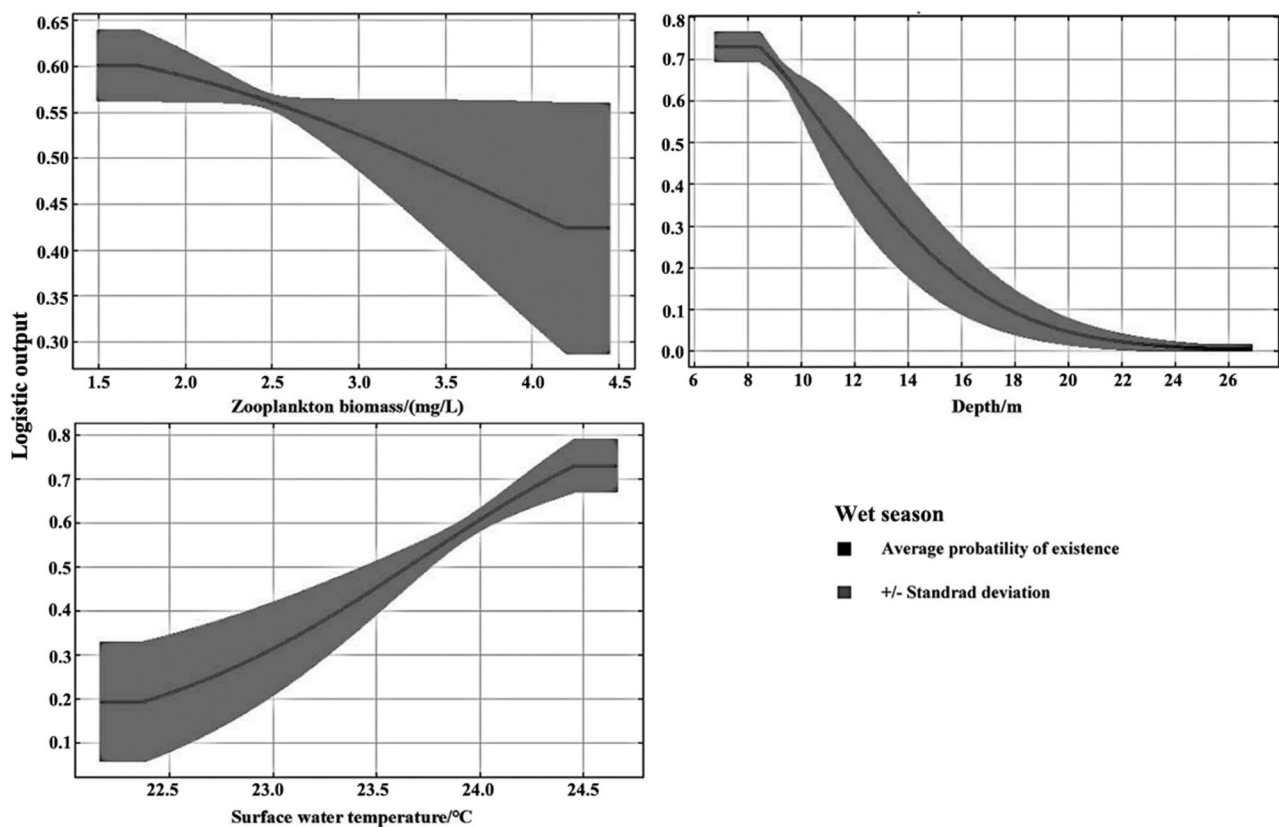 Logistic output
0.65
0.60
0.55
0.50
0.45
0.40
0.35
0.30
1.5 2.0 2.5 3.0 3.5 4.0 4.5
Zooplankton biomass/(mg/L)
0.8
0.7
0.6
0.5
0.4
0.3
0.2
0.1
0.0
6 8 10 12 14 16 18 20 22 24 26
Depth/m
0.8
0.7
0.6
0.5
0.4
0.3
0.2
0.1
22.5 23.0 23.5 24.0 24.5
Surface water temperature/°C
Wet season
Average probatility of existence
+/- Standrad deviation